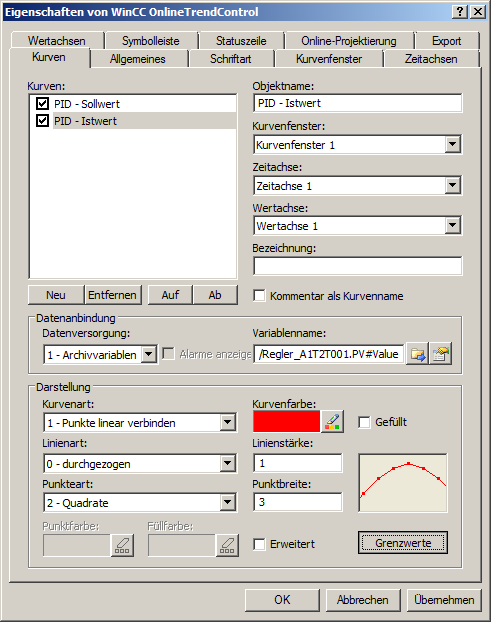 Eigenschaften von WinCC OnlineTrendControl
Wertachsen Symbolleiste Statuszeile Online-Projektierung Export
Kurven Allgemeines Schriftart Kurvenfenster Zeitachsen
Kurven:
PID - Sollwert
PID - Istwert
Objektname:
PID - Istwert
Kurvenfenster:
Kurvenfenster 1
Zeitachse:
Zeitachse 1
Wertachse:
Wertachse 1
Bezeichnung:
Neu Entfernen Auf Ab
Kommentar als Kurvenname
Datenanbindung
Datenversorgung: Variablenname:
1 - Archivvariablen Alarme anzeige /Regler_A1T2T001.PV#Value
Darstellung
Kurvenart: Kurvenfarbe:
1 - Punkte linear verbinden Gefüllt
Linienart: Linienstärke:
0 - durchgezogen 1
Punkteart: Punktbreite:
2 - Quadrate 3
Punktfarbe: Füllfarbe:
Erweitert Grenzwerte
OK Abbrechen Übernehmen